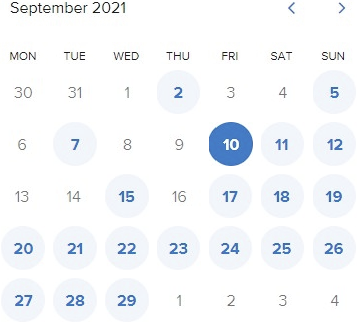 September 2021
MON TUE WED THU FRI SAT SUN
30 31 1 2 3 4 5
6 7 8 9 10 11 12
13 14 15 16 17 18 19
20 21 22 23 24 25 26
27 28 29 1 2 3 4